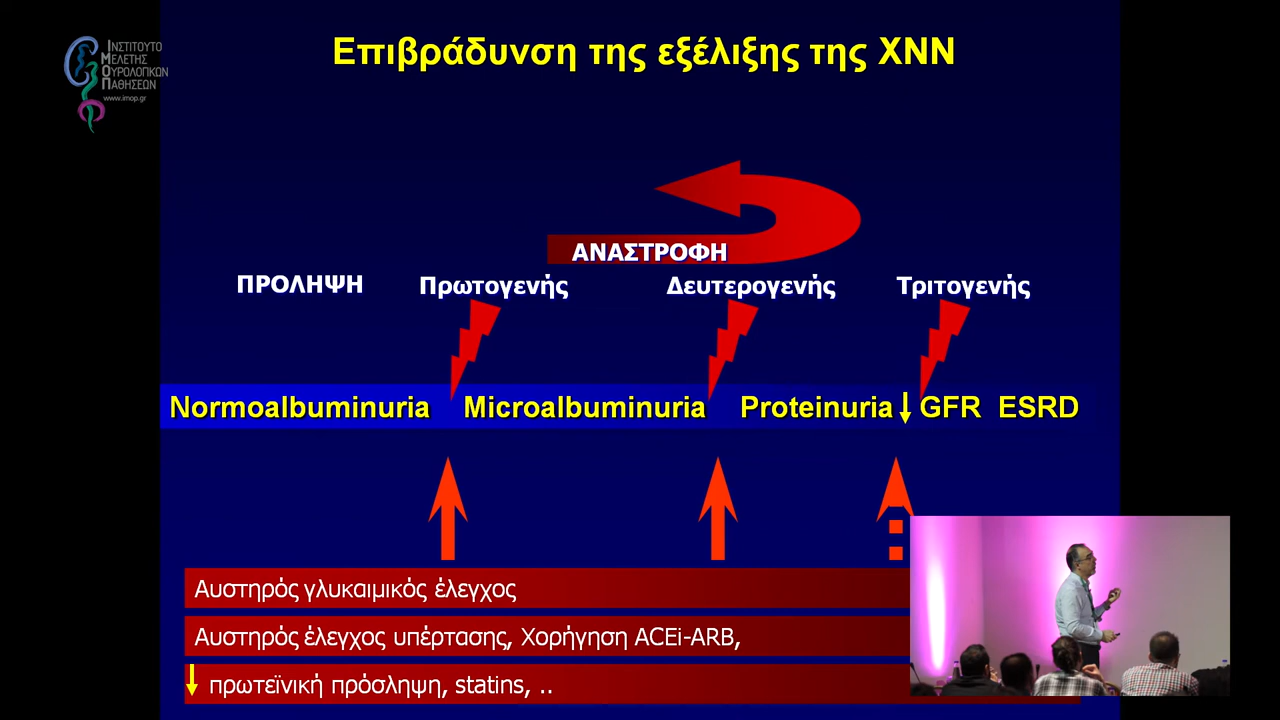 ΙΝΣΤΙΤΟΥΤΟ
ΜΕΛΕΤΗΣ
ΟΥΡΟΛΟΓΙΚΩΝ
ΠΑΘΗΣΕΩΝ
www.imop.gr
Επιβράδυνση της εξέλιξης της ΧΝΝ
ΑΝΑΣΤΡΟΦΗ
ΠΡΟΛΗΨΗ Πρωτογενής Δευτερογενής Τριτογενής
Normoalbuminuria Microalbuminuria Proteinuria ↓ GFR ESRD
Αυστηρός γλυκαιμικός έλεγχος
Αυστηρός έλεγχος υπέρτασης, Χορήγηση ACEi-ARB,
↓ πρωτεϊνική πρόσληψη, statins, ..